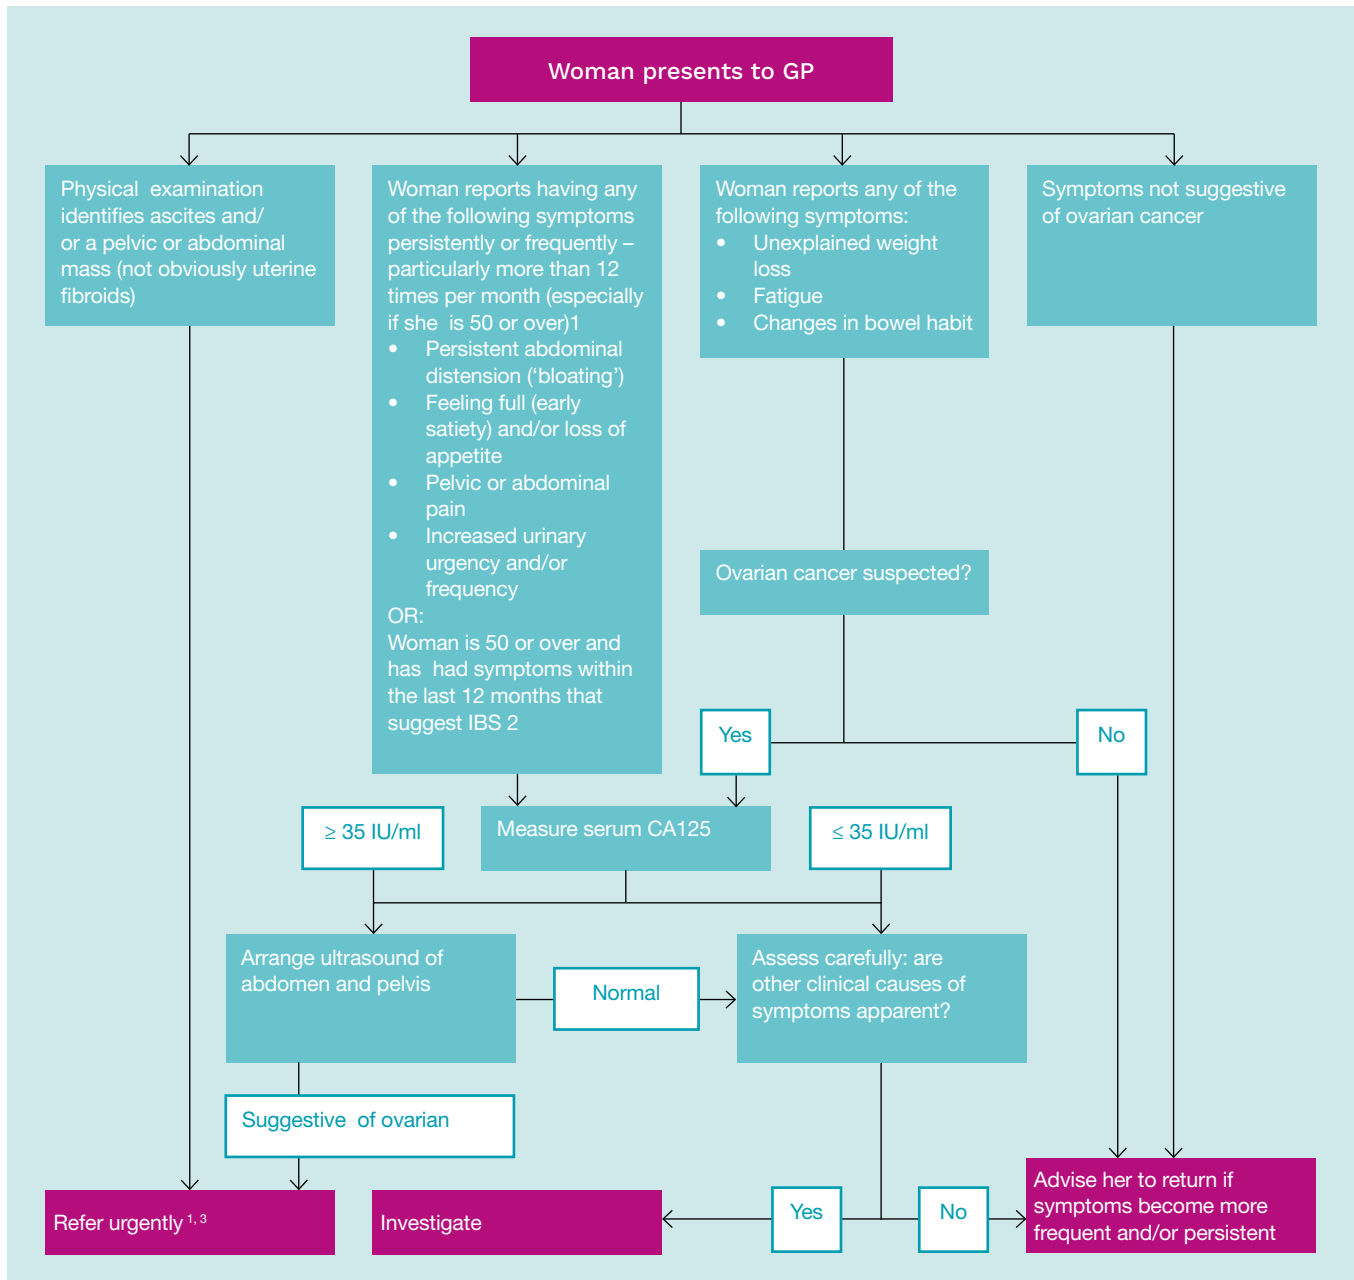 Woman presents to GP
Physical  examination
identifies ascites and/
or a pelvic or abdominal
mass (not obviously uterine
fibroids)
Woman reports having any
of the following symptoms
persistently or frequently –
particularly more than 12
times per month (especially
if she  is 50 or over)1
• Persistent abdominal
distension (‘bloating’)
• Feeling full (early
satiety) and/or loss of
appetite
• Pelvic or abdominal
pain
• Increased urinary
urgency and/or
frequency
OR:
Woman is 50 or over and
has  had symptoms within
the last 12 months that
suggest IBS 2
Woman reports any of the
following symptoms:
• Unexplained weight
loss
• Fatigue
• Changes in bowel habit
Symptoms not suggestive
of ovarian cancer
Ovarian cancer suspected?
Yes
No
≥ 35 IU/ml
Measure serum CA125
≤ 35 IU/ml
Arrange ultrasound of
abdomen and pelvis
Normal
Assess carefully: are
other clinical causes of
symptoms apparent?
Suggestive  of ovarian
Refer urgently 1, 3
Investigate
Yes
No
Advise her to return if
symptoms become more
frequent and/or persistent